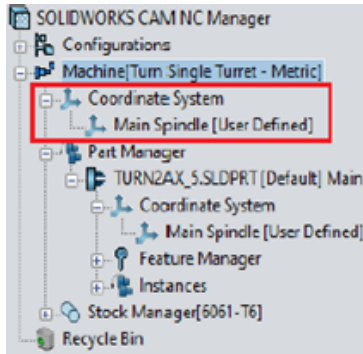 SOLIDWORKS CAM NC Manager
Configurations
Machine[Turn Single Turret - Metric]
Coordinate System
Main Spindle [User Defined]
Part Manager
TURN2AX_5.SLDPRT [Default] Main
Coordinate System
Main Spindle [User Defined]
Feature Manager
Instances
Stock Manager[6061-T6]
Recycle Bin